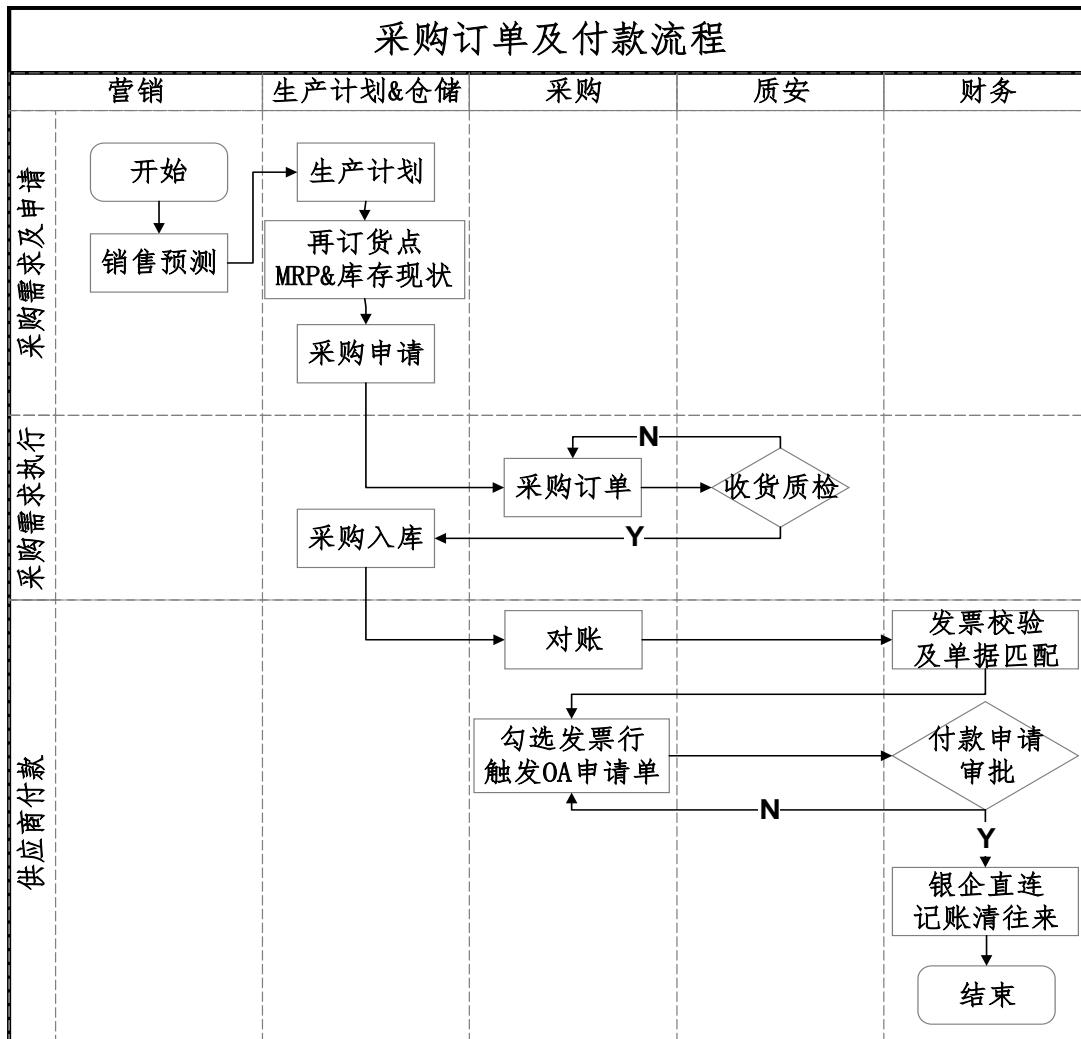 采购订单及付款流程
营销
生产计划&仓储
采购
质安
财务
采购需求及申请
开始
生产计划
销售预测
再订货点
MRP&库存现状
采购申请
采购需求执行
N
采购订单
收货质检
采购入库
Y
供应商付款
对账
发票校验
及单据匹配
勾选发票行
触发OA申请单
付款申请
审批
N
Y
银企直连
记账清往来
结束